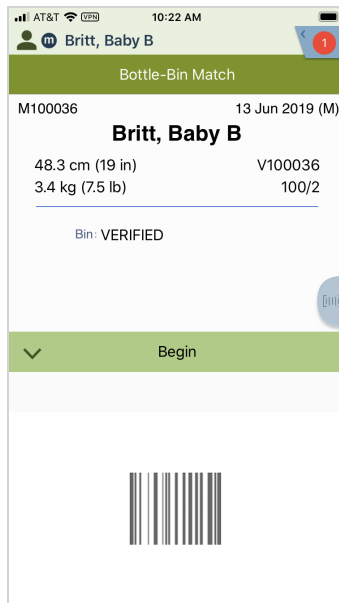 AT&T VPN 10:22 AM
m Britt, Baby B 1
Bottle-Bin Match
M100036 13 Jun 2019 (M)
Britt, Baby B
48.3 cm (19 in) V100036
3.4 kg (7.5 lb) 100/2
Bin: VERIFIED
Begin